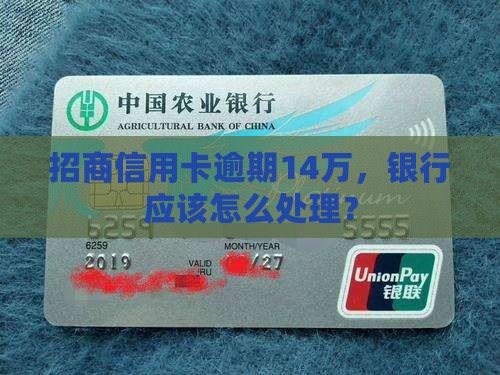 中国农业银行
AGRICULTURAL BANK OF CHINA
招商信用卡逾期14万，银行
应该怎么处理？
6259 5555
6259 MONTH/YEAR
2019 VALID /27
UnionPay
银联